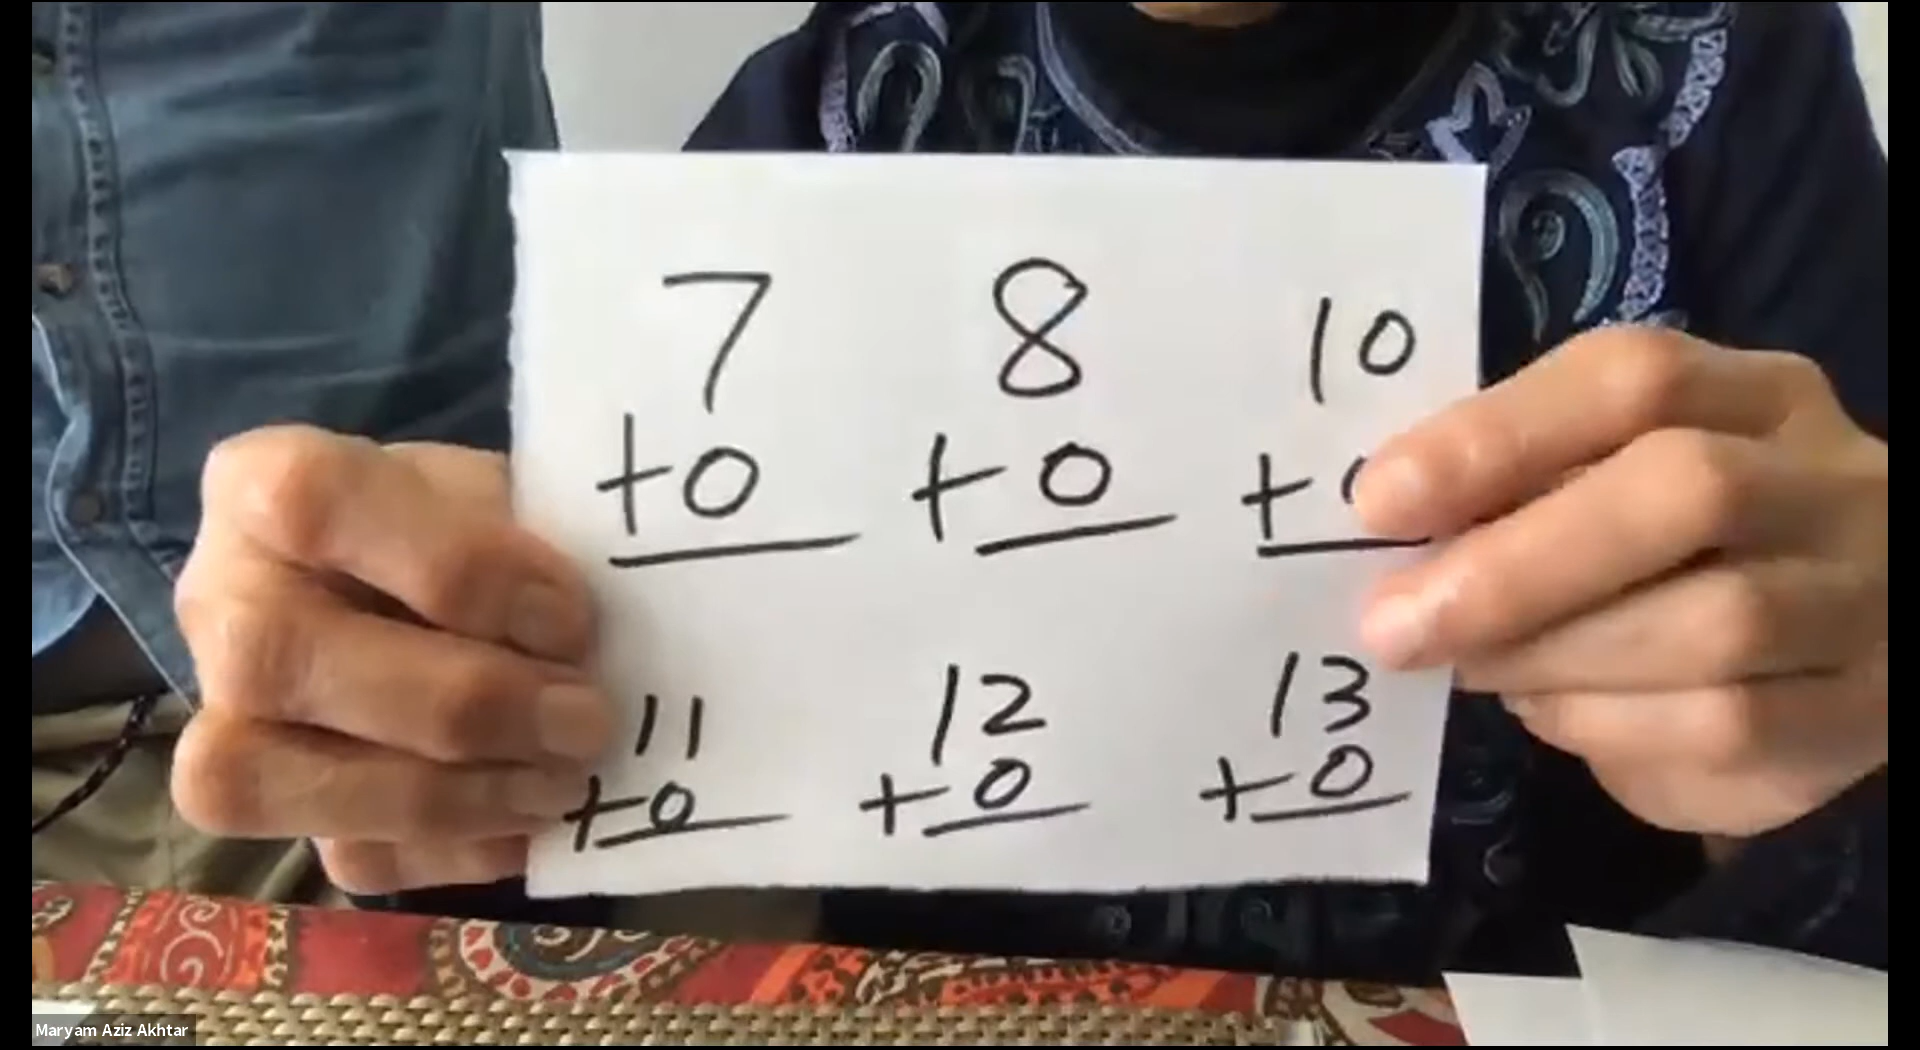 7 8 10
+0 +0 +
11 12 13
+0 +0 +0
Maryam Aziz Akhtar